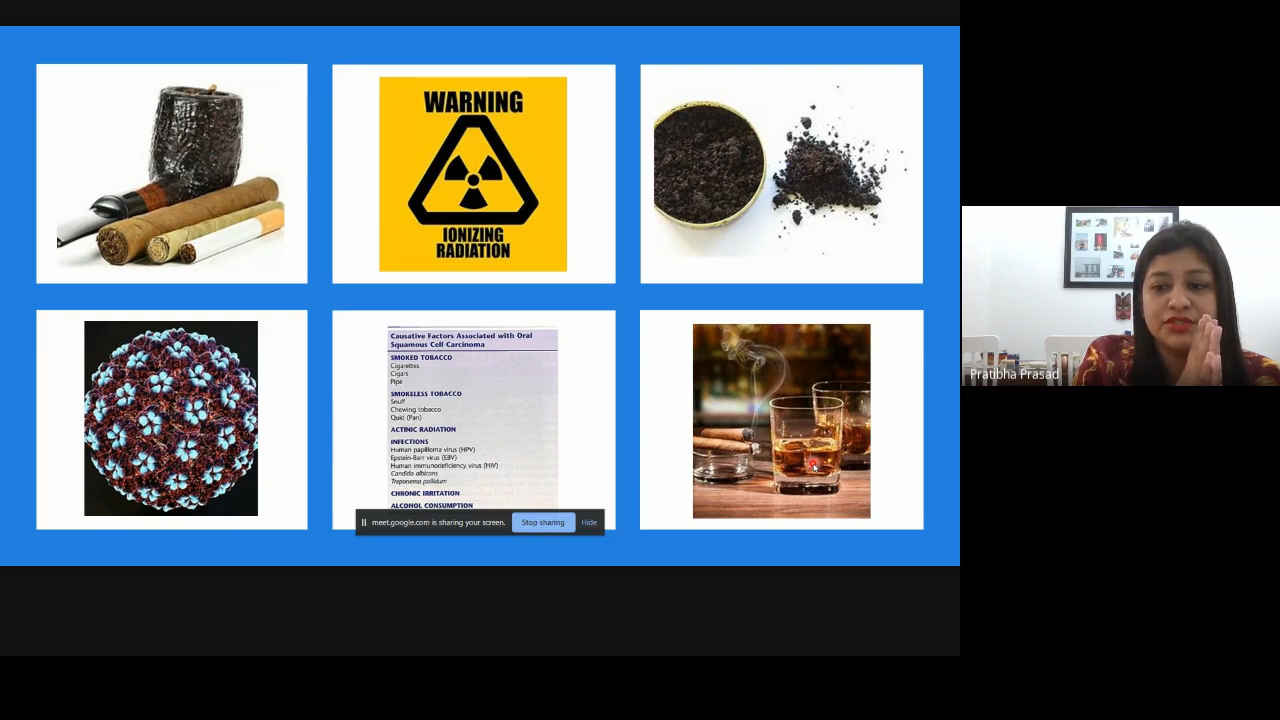 WARNING
IONIZING
RADIATION
Causative Factors Associated with Oral
Squamous Cell Carcinoma
SMOKED TOBACCO
Cigarettes
Cigars
Pipe
SMOKELESS TOBACCO
Snuff
Chewing tobacco
Quid (Pan)
ACTINIC RADIATION
INFECTIONS
Human papilloma virus (HPV)
Epstein-Barr virus (EBV)
Human immunodeficiency virus (HIV)
Candida albicans
Treponema pallidum
CHRONIC IRRITATION
ALCOHOL CONSUMPTION
meet.google.com is sharing your screen.
Stop sharing
Hide
Pratibha Prasad